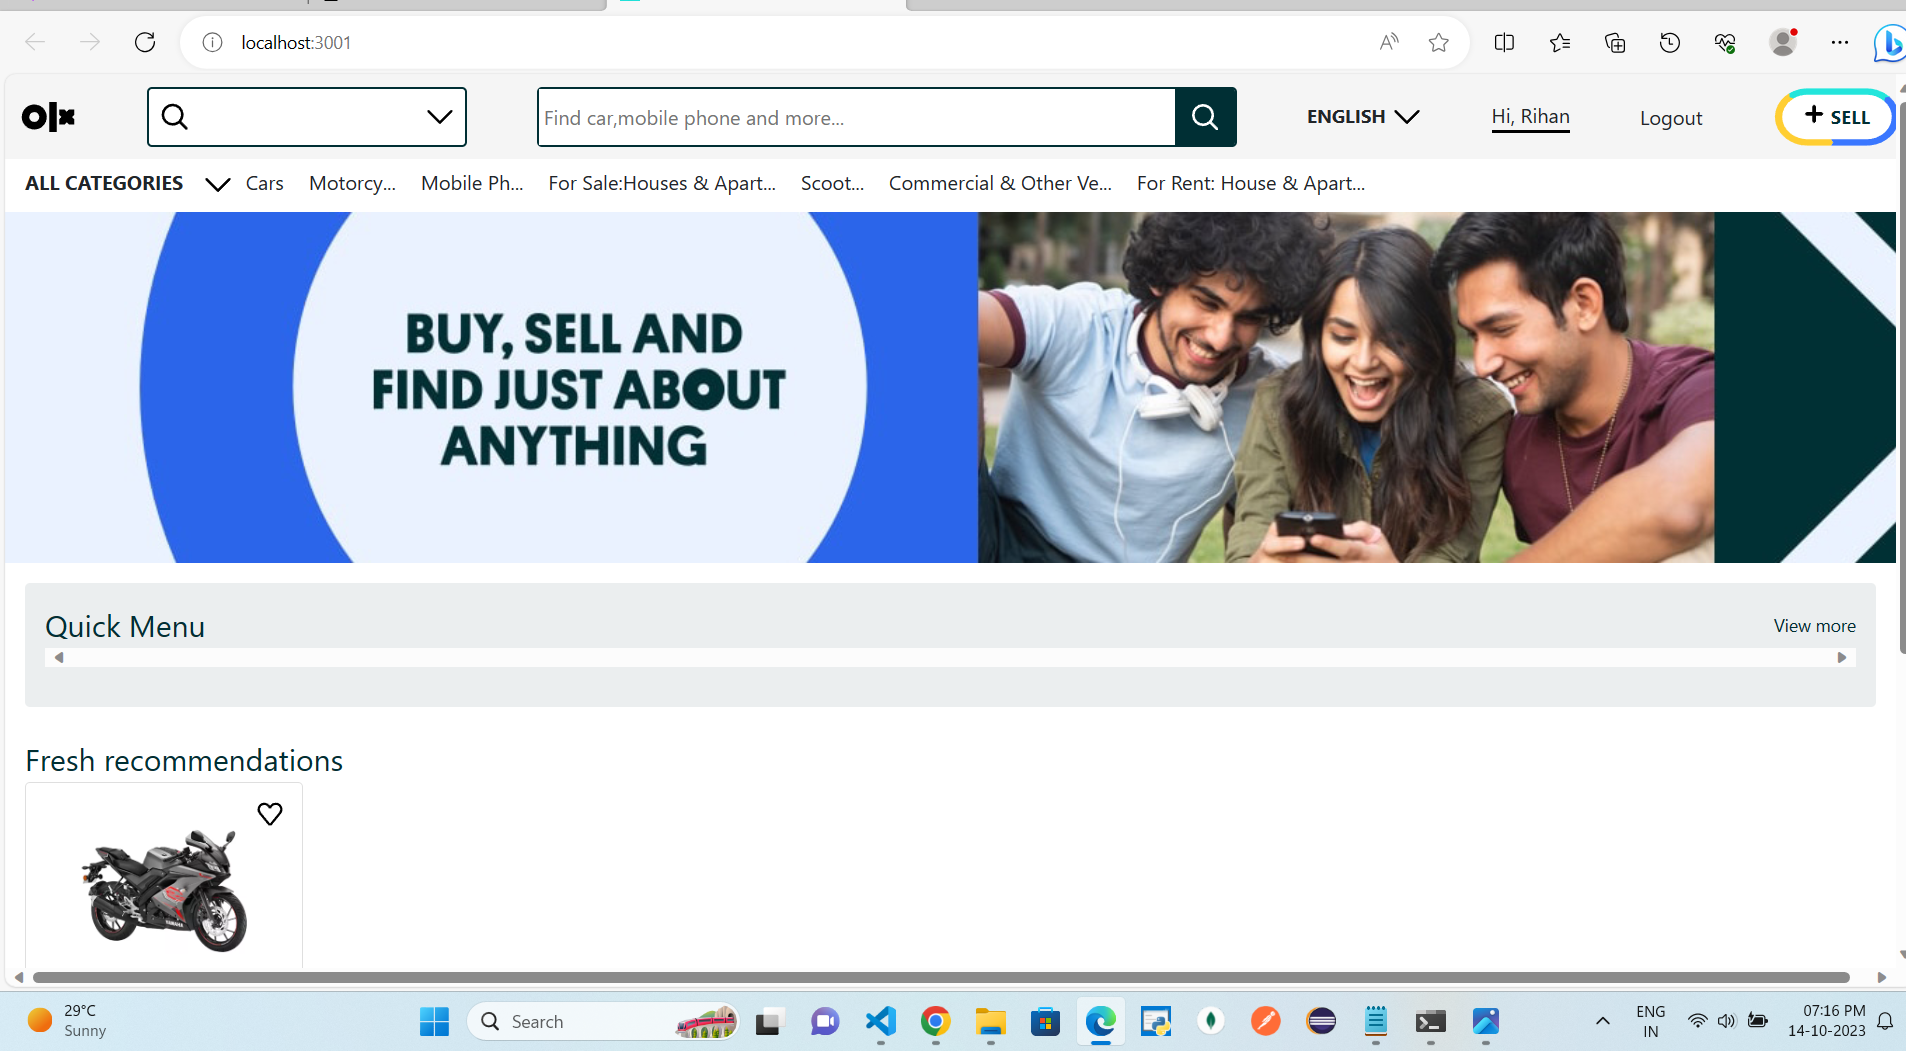 localhost:3001
olx
Find car,mobile phone and more...
ENGLISH
Hi, Rihan
Logout
+ SELL
ALL CATEGORIES
Cars
Motorcy...
Mobile Ph...
For Sale:Houses & Apart...
Scoot...
Commercial & Other Ve...
For Rent: House & Apart...
BUY, SELL AND
FIND JUST ABOUT
ANYTHING
Quick Menu
View more
Fresh recommendations
YAMAHA
29°C
Sunny
Search
ENG
IN
07:16 PM
14-10-2023